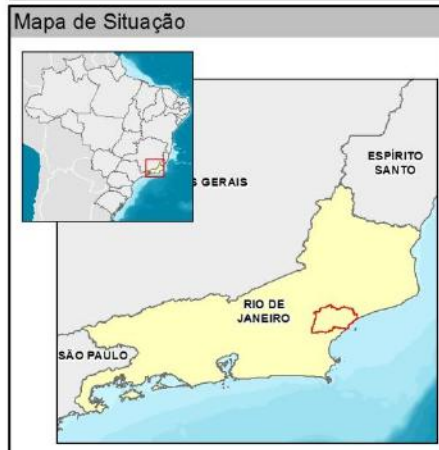 Mapa de Situação
ESPÍRITO
SANTO
S GERAIS
RIO DE
JANEIRO
SÃO PAULO